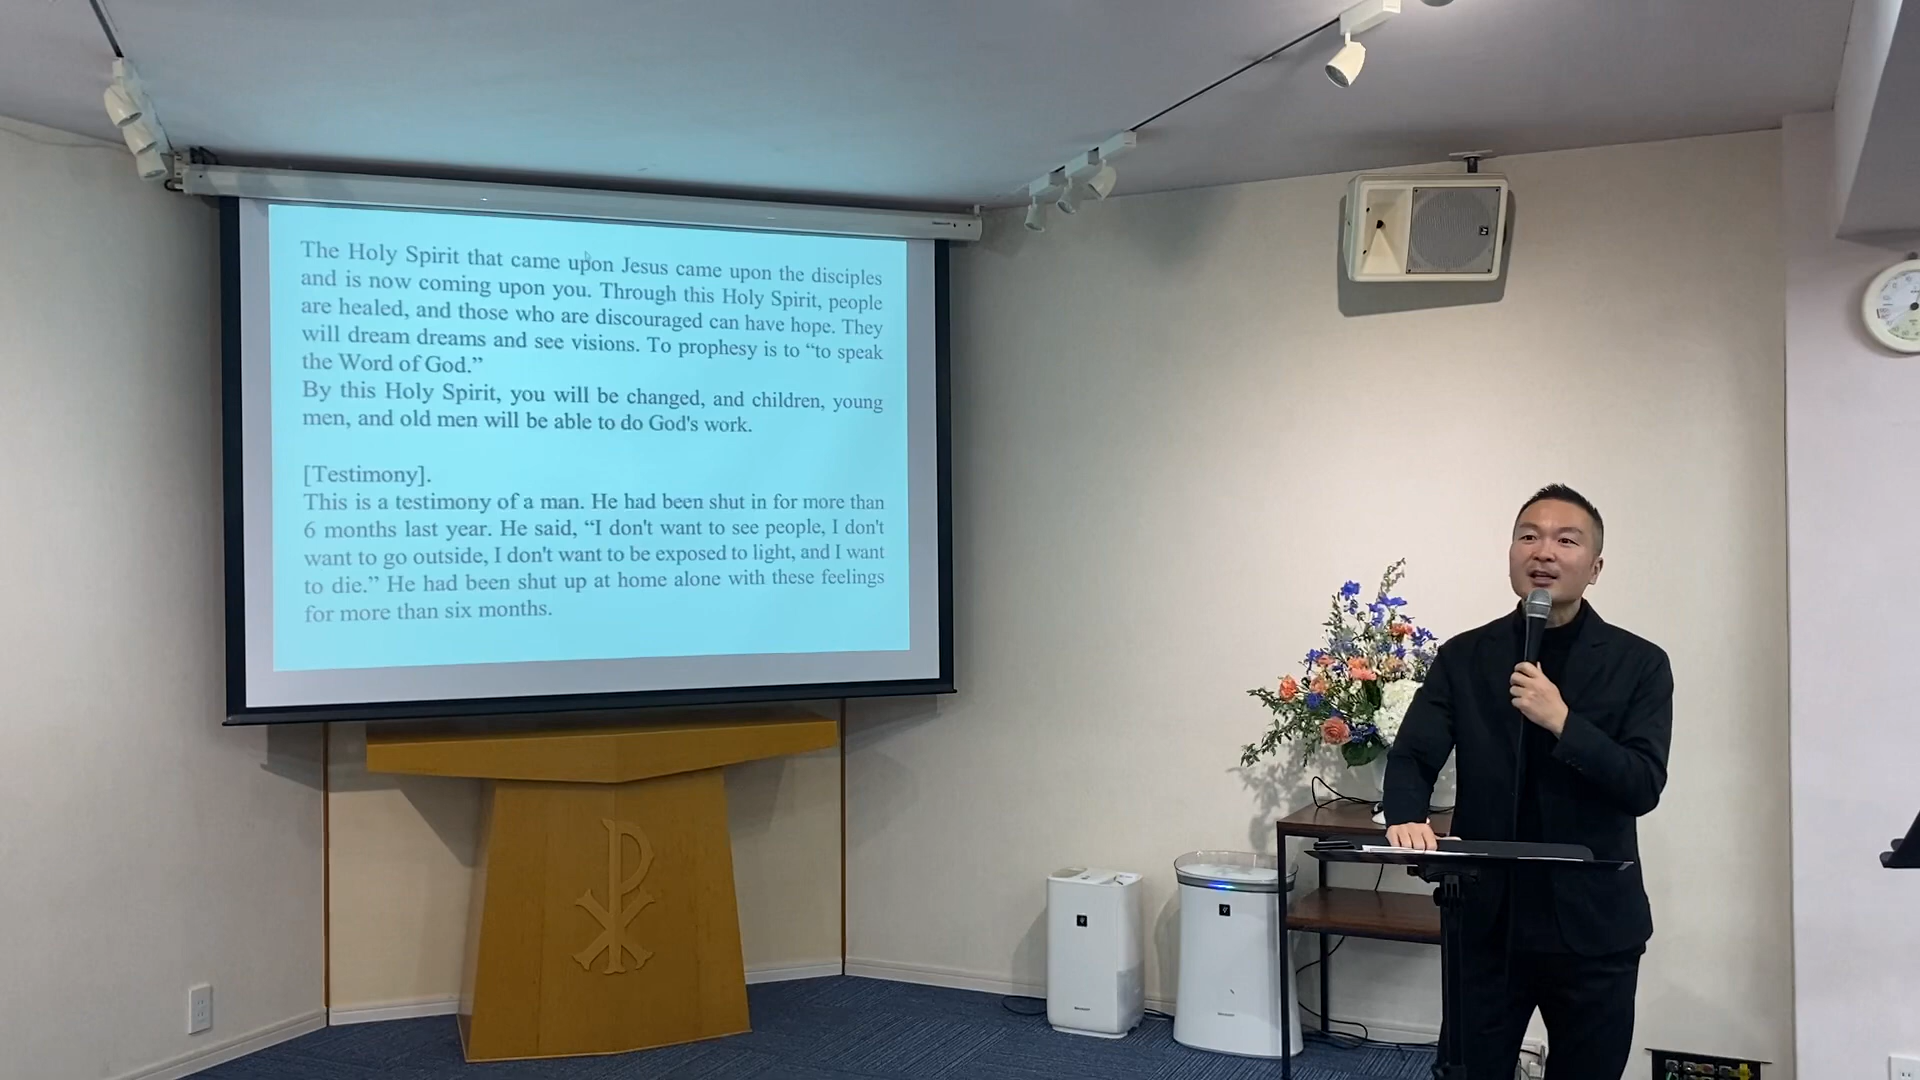 The Holy Spirit that came upon Jesus came upon the disciples
and is now coming upon you. Through this Holy Spirit, people
are healed, and those who are discouraged can have hope. They
will dream dreams and see visions. To prophesy is to “to speak
the Word of God.”
By this Holy Spirit, you will be changed, and children, young
men, and old men will be able to do God's work.
[Testimony].
This is a testimony of a man. He had been shut in for more than
6 months last year. He said, “I don't want to see people, I don't
want to go outside, I don't want to be exposed to light, and I want
to die.” He had been shut up at home alone with these feelings
for more than six months.